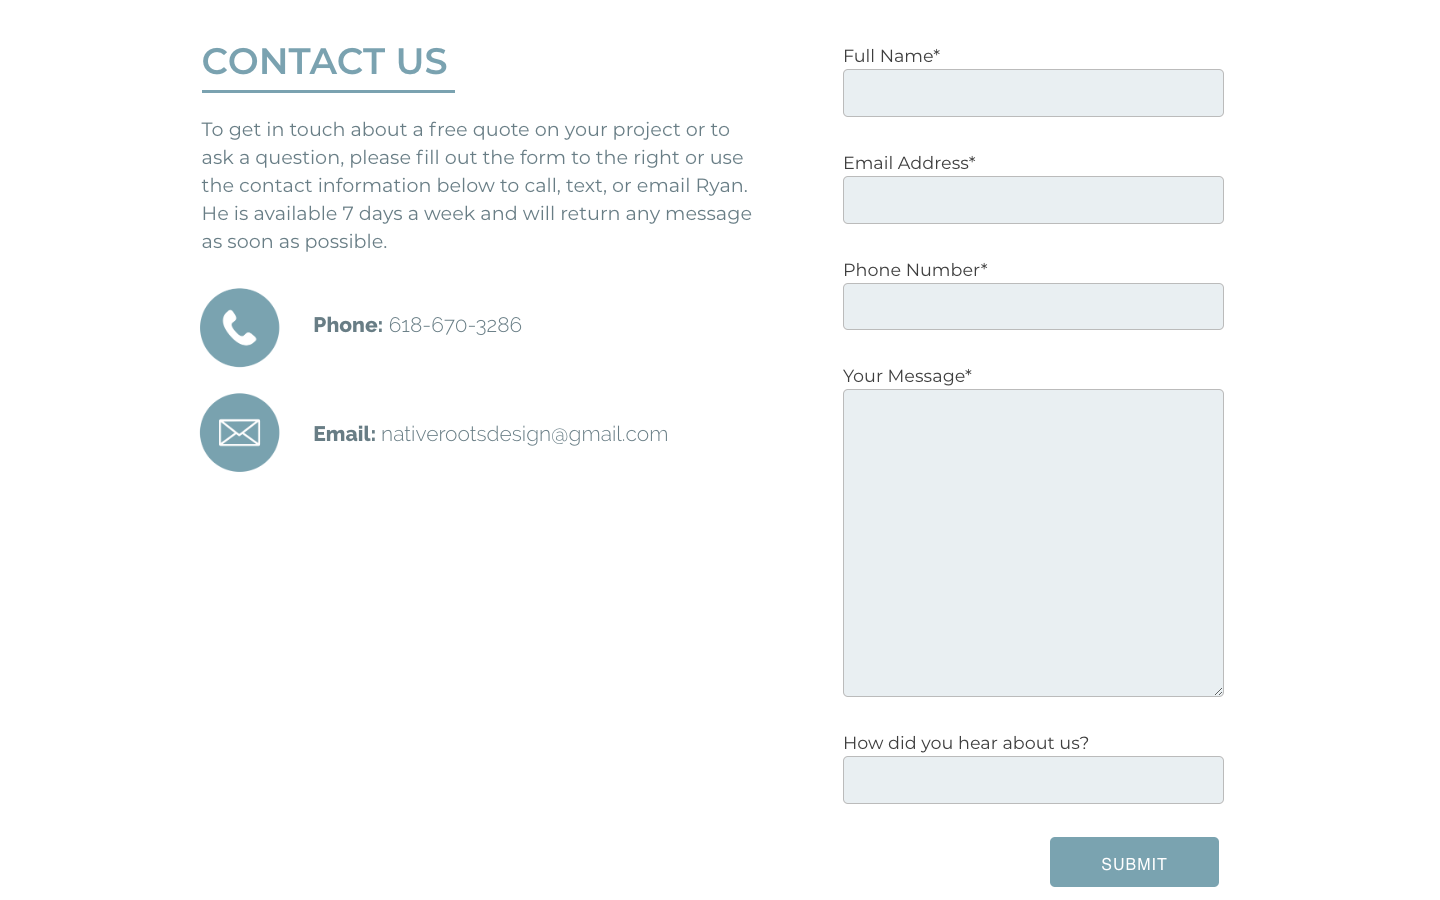 CONTACT US
To get in touch about a free quote on your project or to
ask a question, please fill out the form to the right or use
the contact information below to call, text, or email Ryan.
He is available 7 days a week and will return any message
as soon as possible.
Phone: 618-670-3286
Email: nativerootsdesign@gmail.com
Full Name*
Email Address*
Phone Number*
Your Message*
How did you hear about us?
SUBMIT